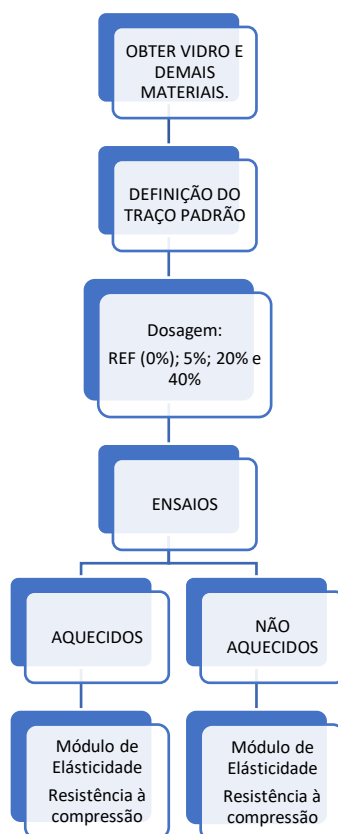 OBTER VIDRO E
DEMAIS
MATERIAIS.
DEFINIÇÃO DO
TRAÇO PADRÃO
Dosagem:
REF (0%); 5%; 20% e
40%
ENSAIOS
AQUECIDOS
NÃO
AQUECIDOS
Módulo de
Elásticidade
Resistência à
compressão
Módulo de
Elásticidade
Resistência à
compressão